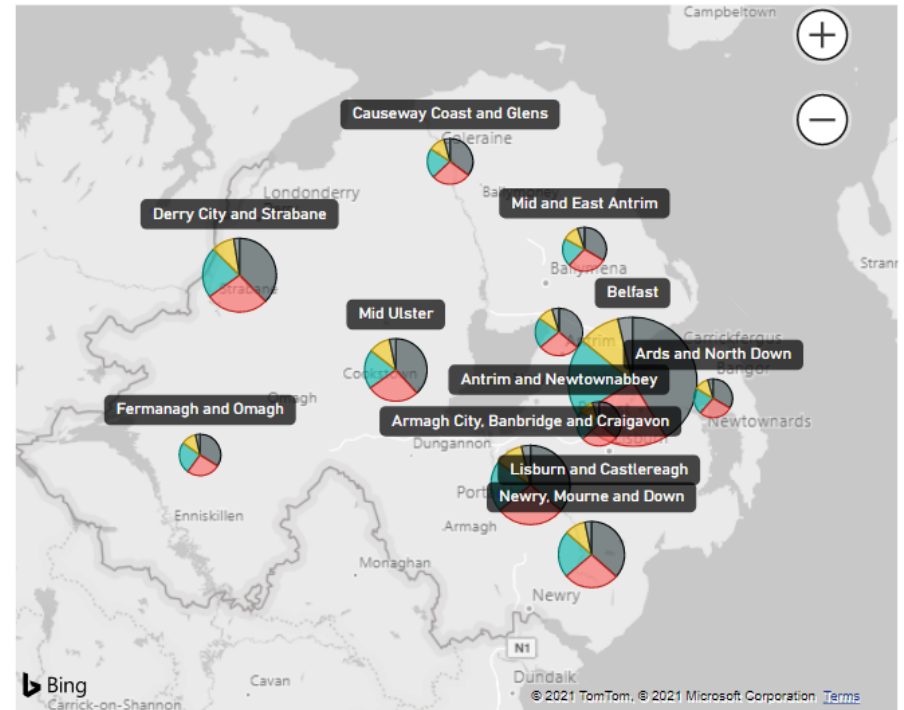 Campbeltown
Causeway Coast and Glens
Coleraine
Londonderry
Ballymoney
Derry City and Strabane
Mid and East Antrim
Strabane
Ballymena
Belfast
Mid Ulster
Carrickfergus
Antrim
Ards and North Down
Bangor
Cookstown
Antrim and Newtownabbey
Omagh
Fermanagh and Omagh
Armagh City, Banbridge and Craigavon
Newtownards
Dungannon
Lisburn and Castlereagh
Newry, Mourne and Down
Enniskillen
Armagh
Monaghan
Newry
N1
Dundalk
Cavan
Bing
Carrick-on-Shannon
© 2021 TomTom, © 2021 Microsoft Corporation Terms